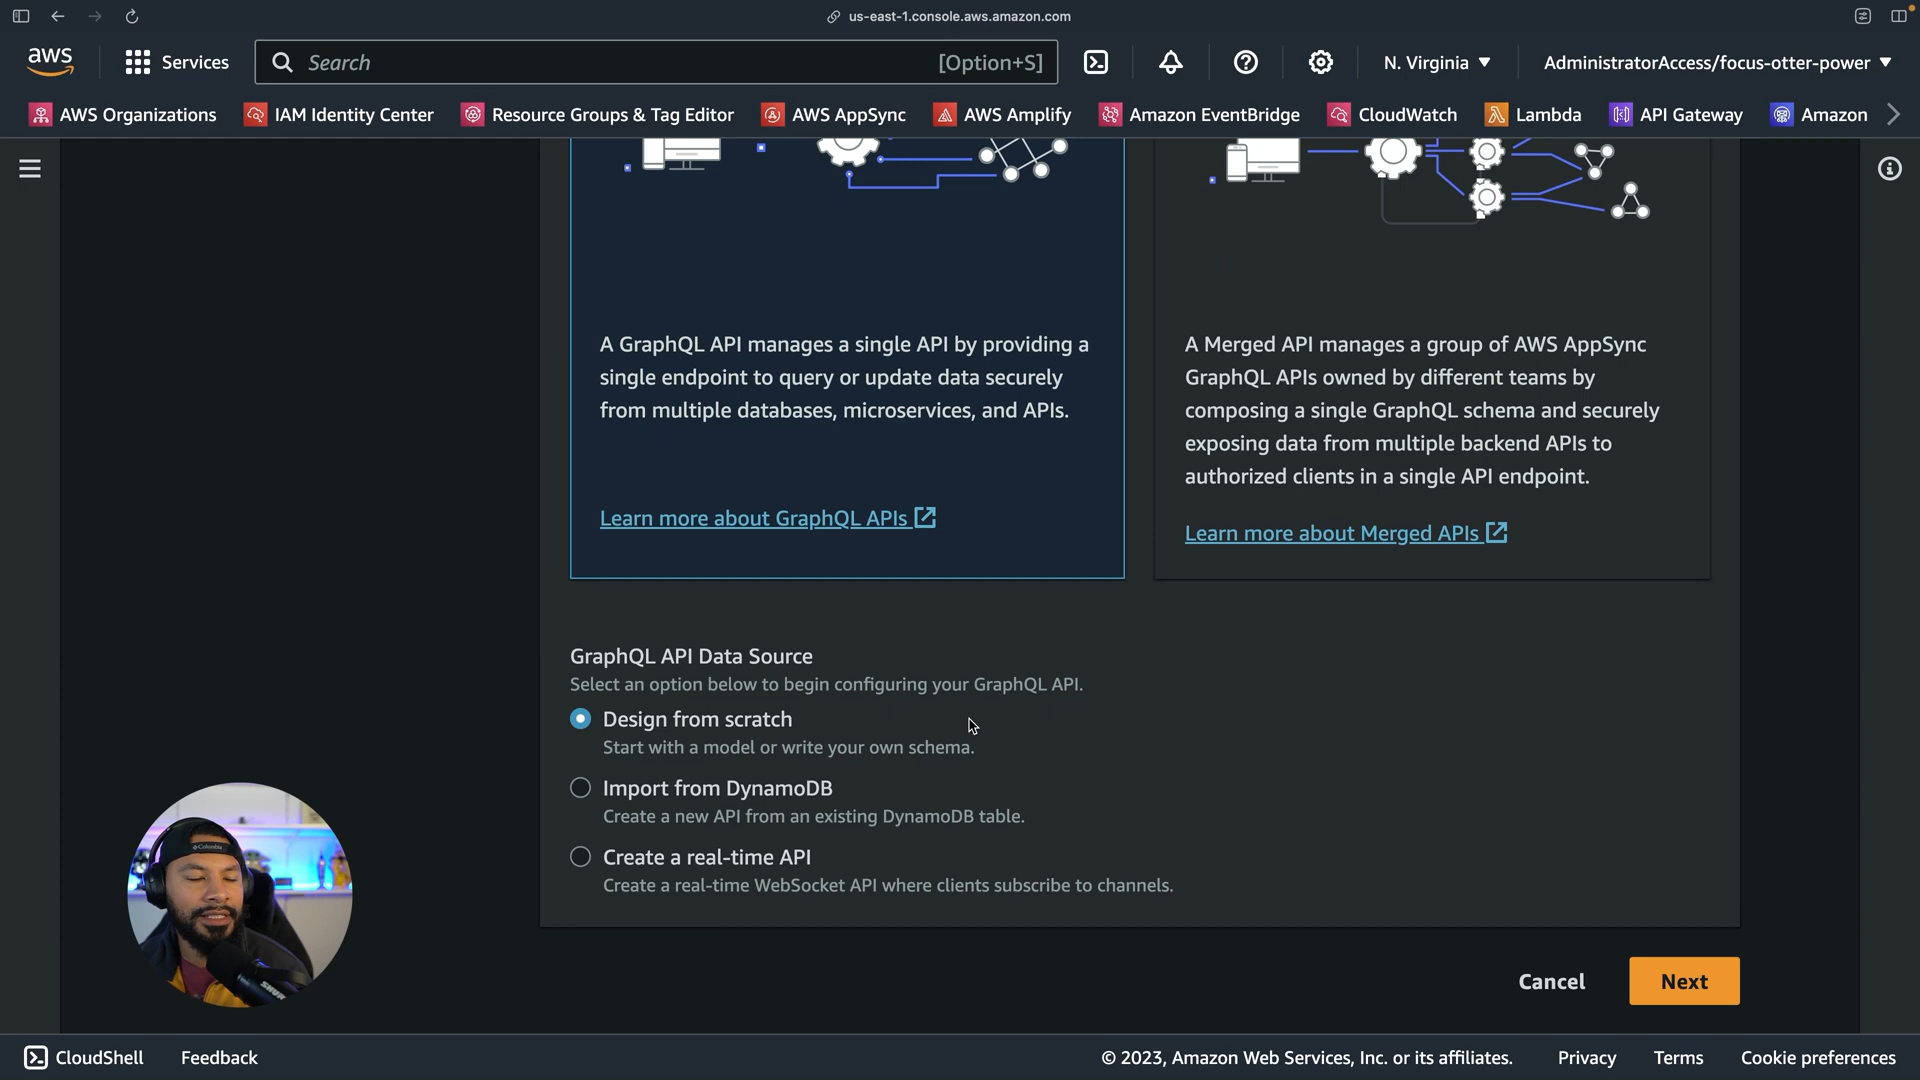 us-east-1.console.aws.amazon.com
aws
Services
Search
[Option+S]
N. Virginia
AdministratorAccess/focus-otter-power
AWS Organizations
IAM Identity Center
Resource Groups & Tag Editor
AWS AppSync
AWS Amplify
Amazon EventBridge
CloudWatch
Lambda
API Gateway
Amazon
A GraphQL API manages a single API by providing a
single endpoint to query or update data securely
from multiple databases, microservices, and APIs.
Learn more about GraphQL APIs
A Merged API manages a group of AWS AppSync
GraphQL APIs owned by different teams by
composing a single GraphQL schema and securely
exposing data from multiple backend APIs to
authorized clients in a single API endpoint.
Learn more about Merged APIs
GraphQL API Data Source
Select an option below to begin configuring your GraphQL API.
Design from scratch
Start with a model or write your own schema.
Import from DynamoDB
Create a new API from an existing DynamoDB table.
Create a real-time API
Create a real-time WebSocket API where clients subscribe to channels.
Columbia
SHURE
Cancel
Next
CloudShell
Feedback
© 2023, Amazon Web Services, Inc. or its affiliates.
Privacy
Terms
Cookie preferences